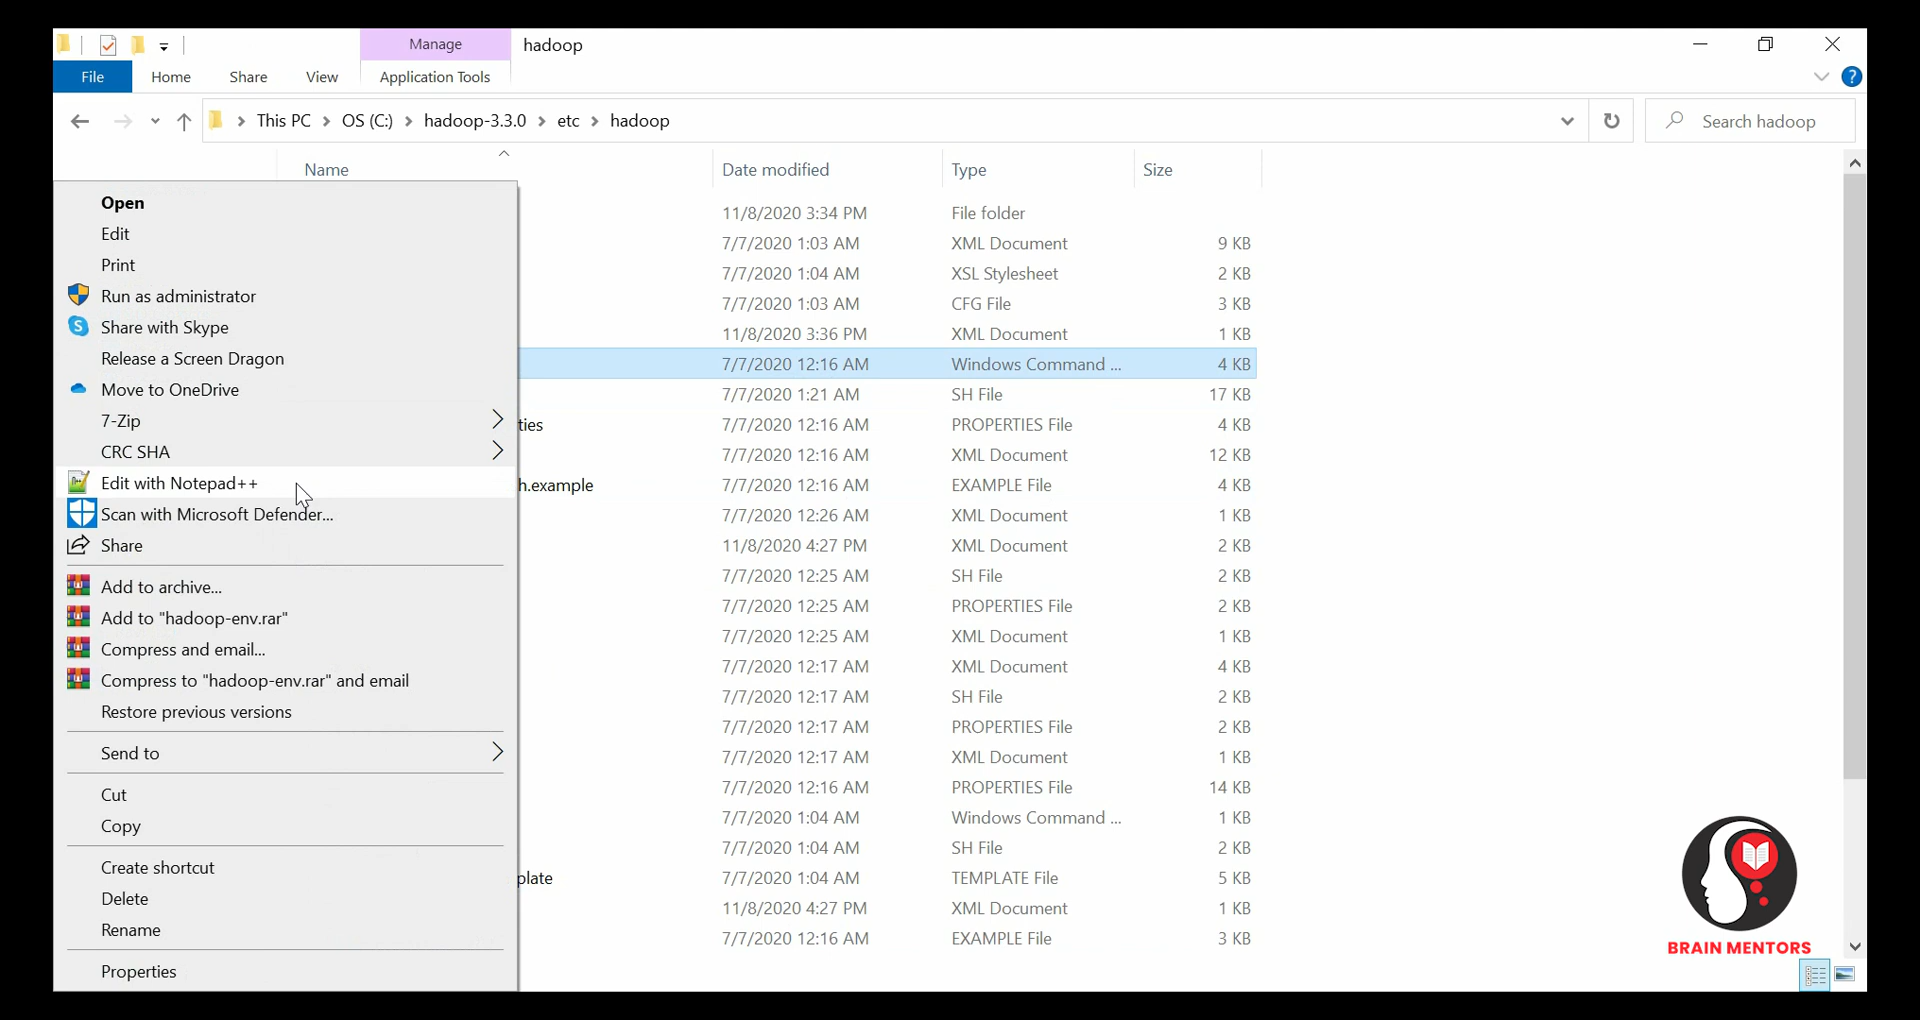 Manage
hadoop
File
Home
Share
View
Application Tools
This PC > OS (C:) > hadoop-3.3.0 > etc > hadoop
Search hadoop
Name
Date modified
Type
Size
Open
Edit
Print
Run as administrator
Share with Skype
Release a Screen Dragon
Move to OneDrive
7-Zip
CRC SHA
Edit with Notepad++
Scan with Microsoft Defender...
Share
Add to archive...
Add to "hadoop-env.rar"
Compress and email...
Compress to "hadoop-env.rar" and email
Restore previous versions
Send to
Cut
Copy
Create shortcut
Delete
Rename
Properties
11/8/2020 3:34 PM File folder
7/7/2020 1:03 AM XML Document 9 KB
7/7/2020 1:04 AM XSL Stylesheet 2 KB
7/7/2020 1:03 AM CFG File 3 KB
11/8/2020 3:36 PM XML Document 1 KB
7/7/2020 12:16 AM Windows Command ... 4 KB
7/7/2020 1:21 AM SH File 17 KB
ties 7/7/2020 12:16 AM PROPERTIES File 4 KB
7/7/2020 12:16 AM XML Document 12 KB
h.example 7/7/2020 12:16 AM EXAMPLE File 4 KB
7/7/2020 12:26 AM XML Document 1 KB
11/8/2020 4:27 PM XML Document 2 KB
7/7/2020 12:25 AM SH File 2 KB
7/7/2020 12:25 AM PROPERTIES File 2 KB
7/7/2020 12:25 AM XML Document 1 KB
7/7/2020 12:17 AM XML Document 4 KB
7/7/2020 12:17 AM SH File 2 KB
7/7/2020 12:17 AM PROPERTIES File 2 KB
7/7/2020 12:17 AM XML Document 1 KB
7/7/2020 12:16 AM PROPERTIES File 14 KB
7/7/2020 1:04 AM Windows Command ... 1 KB
7/7/2020 1:04 AM SH File 2 KB
plate 7/7/2020 1:04 AM TEMPLATE File 5 KB
11/8/2020 4:27 PM XML Document 1 KB
7/7/2020 12:16 AM EXAMPLE File 3 KB
BRAIN MENTORS